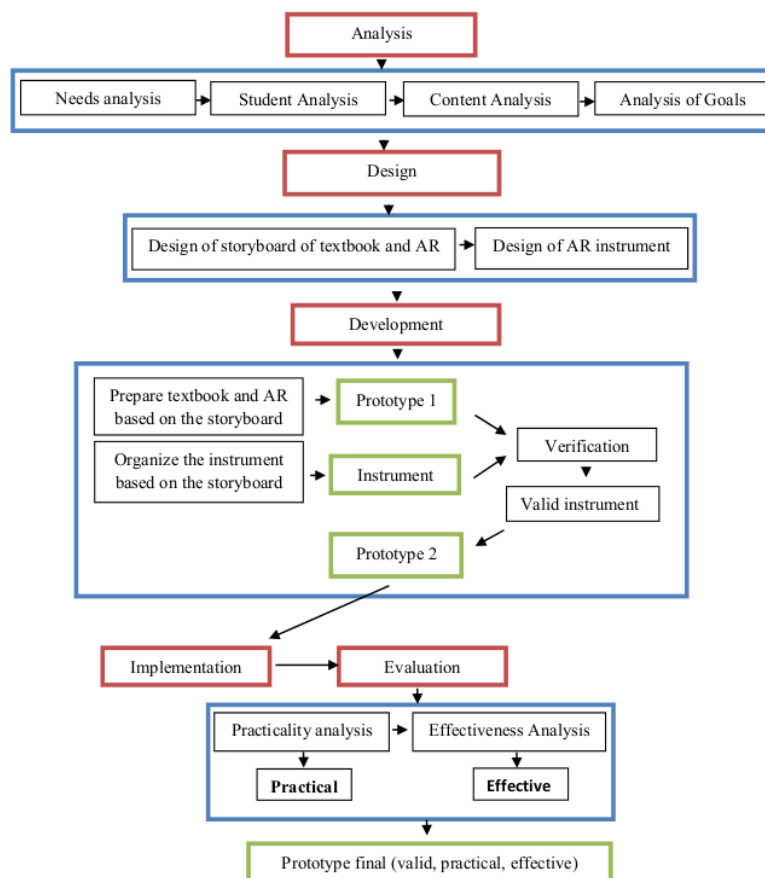 Analysis
Needs analysis
Student Analysis
Content Analysis
Analysis of Goals
Design
Design of storyboard of textbook and AR
Design of AR instrument
Development
Prepare textbook and AR
based on the storyboard
Prototype 1
Verification
Organize the instrument
based on the storyboard
Instrument
Valid instrument
Prototype 2
Implementation
Evaluation
Practicality analysis
Effectiveness Analysis
Practical
Effective
Prototype final (valid, practical, effective)